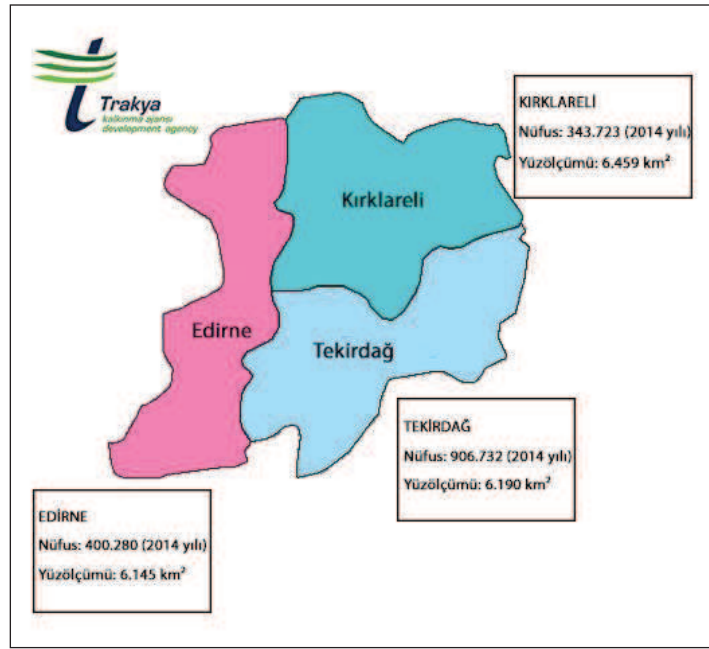 Trakya
kalkınma ajansı
development agency
KIRKLARELİ
Nüfus: 343.723 (2014 yılı)
Yüzölçümü: 6.459 km²
Kırklareli
Edirne
Tekirdağ
TEKİRDAĞ
Nüfus: 906.732 (2014 yılı)
Yüzölçümü: 6.190 km²
EDİRNE
Nüfus: 400.280 (2014 yılı)
Yüzölçümü: 6.145 km²